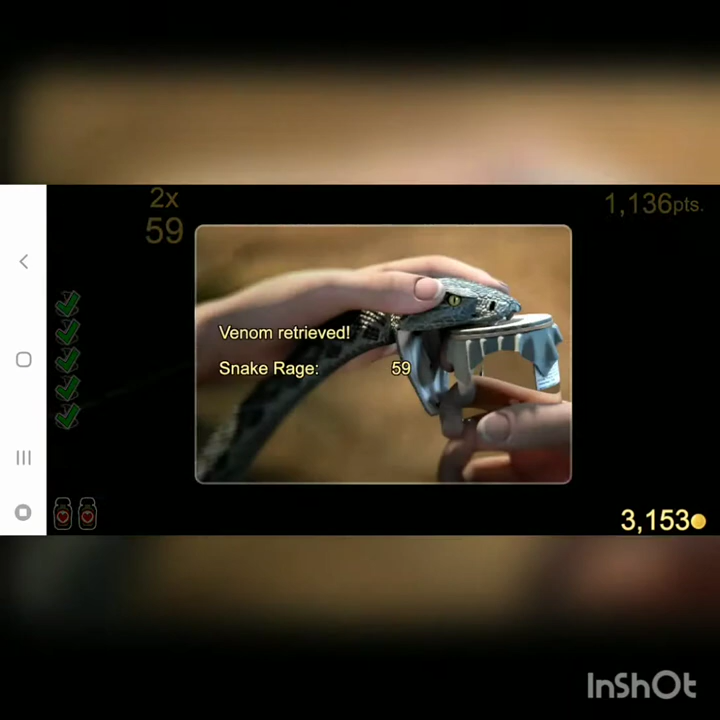 2x
59
1,136pts.
Venom retrieved!
Snake Rage: 59
3,153
InShOt